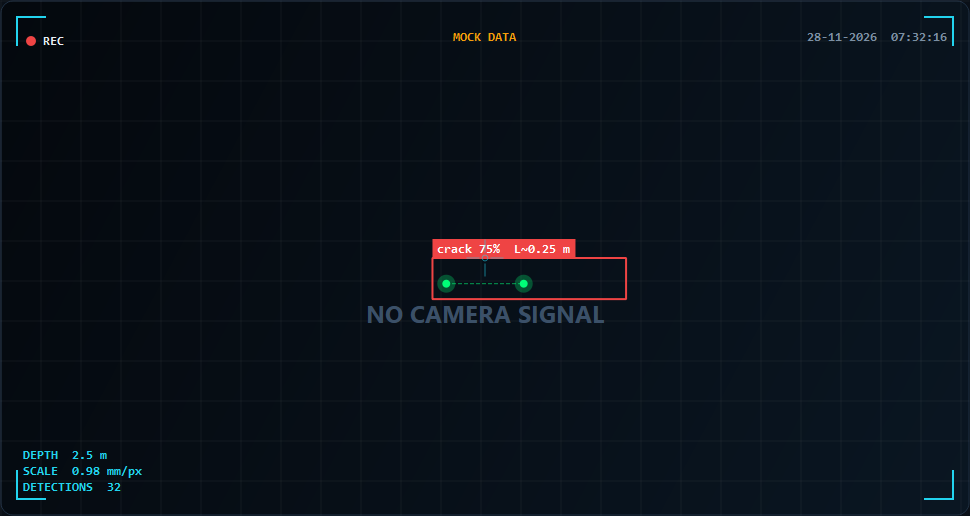 REC
MOCK DATA
28-11-2026 07:32:16
crack 75% L~0.25 m
NO CAMERA SIGNAL
DEPTH 2.5 m
SCALE 0.98 mm/px
DETECTIONS 32